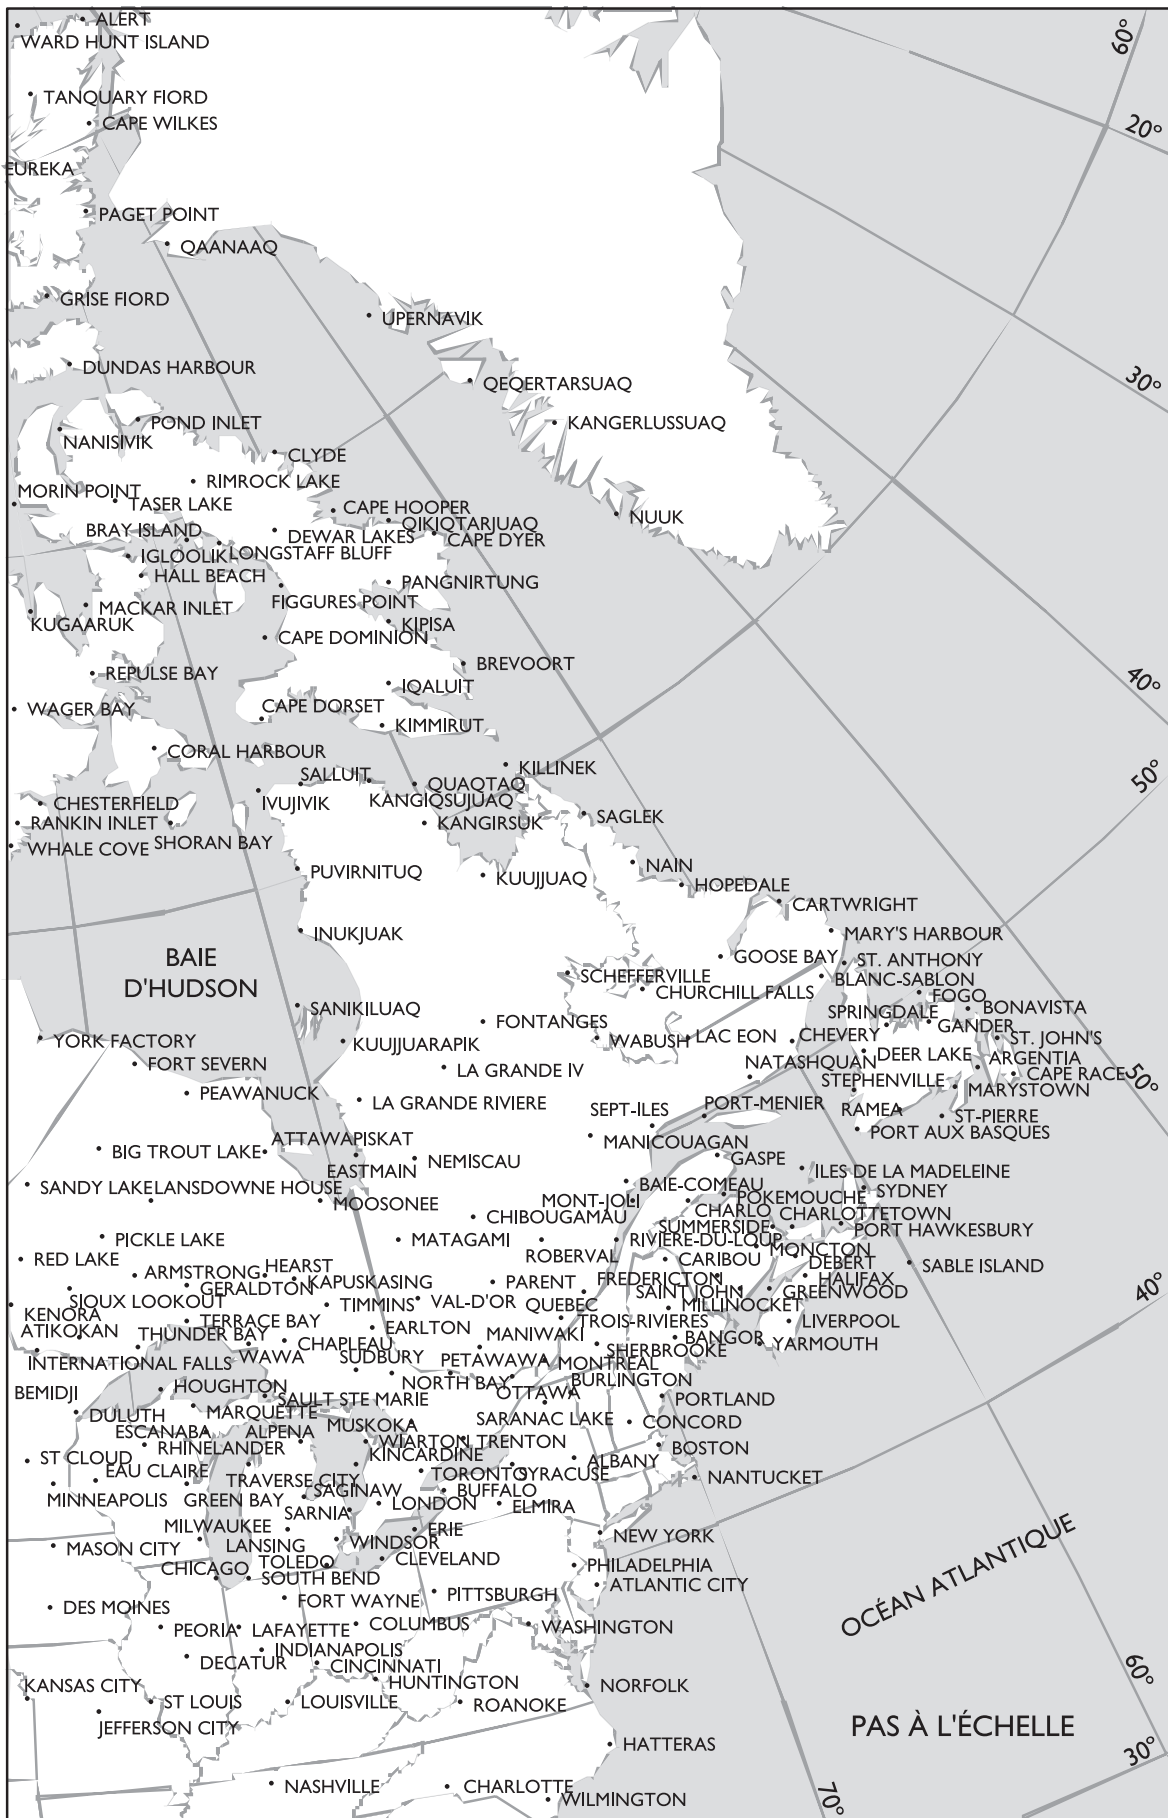 ALERT
WARD HUNT ISLAND
60°
TANQUARY FIORD
CAPE WILKES
20°
EUREKA
PAGET POINT
QAANAAQ
GRISE FIORD
UPERNAVIK
DUNDAS HARBOUR
QEQERTARSUAQ
30°
POND INLET
KANGERLUSSUAQ
NANISIVIK
CLYDE
RIMROCK LAKE
MORIN POINT
TASER LAKE
CAPE HOOPER
NUUK
QIKIQTARJUAQ
BRAY ISLAND
DEWAR LAKES
CAPE DYER
IGLOOLIK
LONGSTAFF BLUFF
HALL BEACH
PANGNIRTUNG
FIGGURES POINT
MACKAR INLET
KUGAARUK
KIPISA
CAPE DOMINION
BREVOORT
REPULSE BAY
40°
IQALUIT
WAGER BAY
CAPE DORSET
KIMMIRUT
CORAL HARBOUR
KILLINEK
SALLUIT
50°
QUAQTAQ
CHESTERFIELD
IVUJIVIK
KANGIQSUJUAQ
SAGLEK
RANKIN INLET
KANGIRSUK
SHORAN BAY
WHALE COVE
NAIN
PUVIRNITUQ
KUUJJUAQ
HOPEDALE
CARTWRIGHT
INUKJUAK
MARY'S HARBOUR
BAIE
D'HUDSON
GOOSE BAY
ST. ANTHONY
SCHEFFERVILLE
BLANC-SABLON
CHURCHILL FALLS
FOGO
SANIKILUAQ
BONAVISTA
SPRINGDALE
FONTANGES
GANDER
YORK FACTORY
KUUJJUARAPIK
WABUSH
LAC EON
CHEVERY
ST. JOHN'S
DEER LAKE
ARGENTIA
FORT SEVERN
LA GRANDE IV
NATASHQUAN
CAPE RACE
50°
STEPHENVILLE
MARYSTOWN
PEAWANUCK
LA GRANDE RIVIERE
SEPT-ILES
PORT-MENIER
RAMEA
ST-PIERRE
PORT AUX BASQUES
ATTAWAPISKAT
MANICOUAGAN
BIG TROUT LAKE
NEMISCAU
GASPE
EASTMAIN
ILES DE LA MADELEINE
SANDY LAKE
LANSDOWNE HOUSE
BAIE-COMEAU
SYDNEY
MOOSONEE
MONT-JOLI
POKEMOUCHE
CHARLO
CHARLOTTETOWN
CHIBOUGAMAU
SUMMERSIDE
PORT HAWKESBURY
PICKLE LAKE
MATAGAMI
RIVIERE-DU-LOUP
MONCTON
ROBERVAL
RED LAKE
CARIBOU
DEBERT
SABLE ISLAND
ARMSTRONG
HEARST
FREDERICTON
HALIFAX
KAPUSKASING
PARENT
GERALDTON
SAINT JOHN
GREENWOOD
40°
SIOUX LOOKOUT
TIMMINS
VAL-D'OR
QUEBEC
MILLINOCKET
KENORA
TERRACE BAY
EARLTON
TROIS-RIVIERES
LIVERPOOL
ATIKOKAN
THUNDER BAY
MANIWAKI
BANGOR
YARMOUTH
CHAPLEAU
SHERBROOKE
INTERNATIONAL FALLS
WAWA
SUDBURY
PETAWAWA
MONTREAL
NORTH BAY
BURLINGTON
BEMIDJI
HOUGHTON
OTTAWA
SAULT STE MARIE
PORTLAND
DULUTH
MARQUETTE
SARANAC LAKE
CONCORD
MUSKOKA
ESCANABA
ALPENA
RHINELANDER
WIARTON
TRENTON
BOSTON
ST CLOUD
KINCARDINE
ALBANY
EAU CLAIRE
TRAVERSE CITY
TORONTO
SYRACUSE
NANTUCKET
SAGINAW
BUFFALO
MINNEAPOLIS
GREEN BAY
LONDON
ELMIRA
SARNIA
MILWAUKEE
ERIE
NEW YORK
MASON CITY
LANSING
WINDSOR
CHICAGO
TOLEDO
CLEVELAND
PHILADELPHIA
SOUTH BEND
ATLANTIC CITY
PITTSBURGH
FORT WAYNE
DES MOINES
OCÉAN ATLANTIQUE
PEORIA
LAFAYETTE
COLUMBUS
WASHINGTON
INDIANAPOLIS
DECATUR
CINCINNATI
60°
KANSAS CITY
HUNTINGTON
NORFOLK
ST LOUIS
LOUISVILLE
ROANOKE
JEFFERSON CITY
PAS À L'ÉCHELLE
HATTERAS
30°
NASHVILLE
CHARLOTTE
WILMINGTON
70°